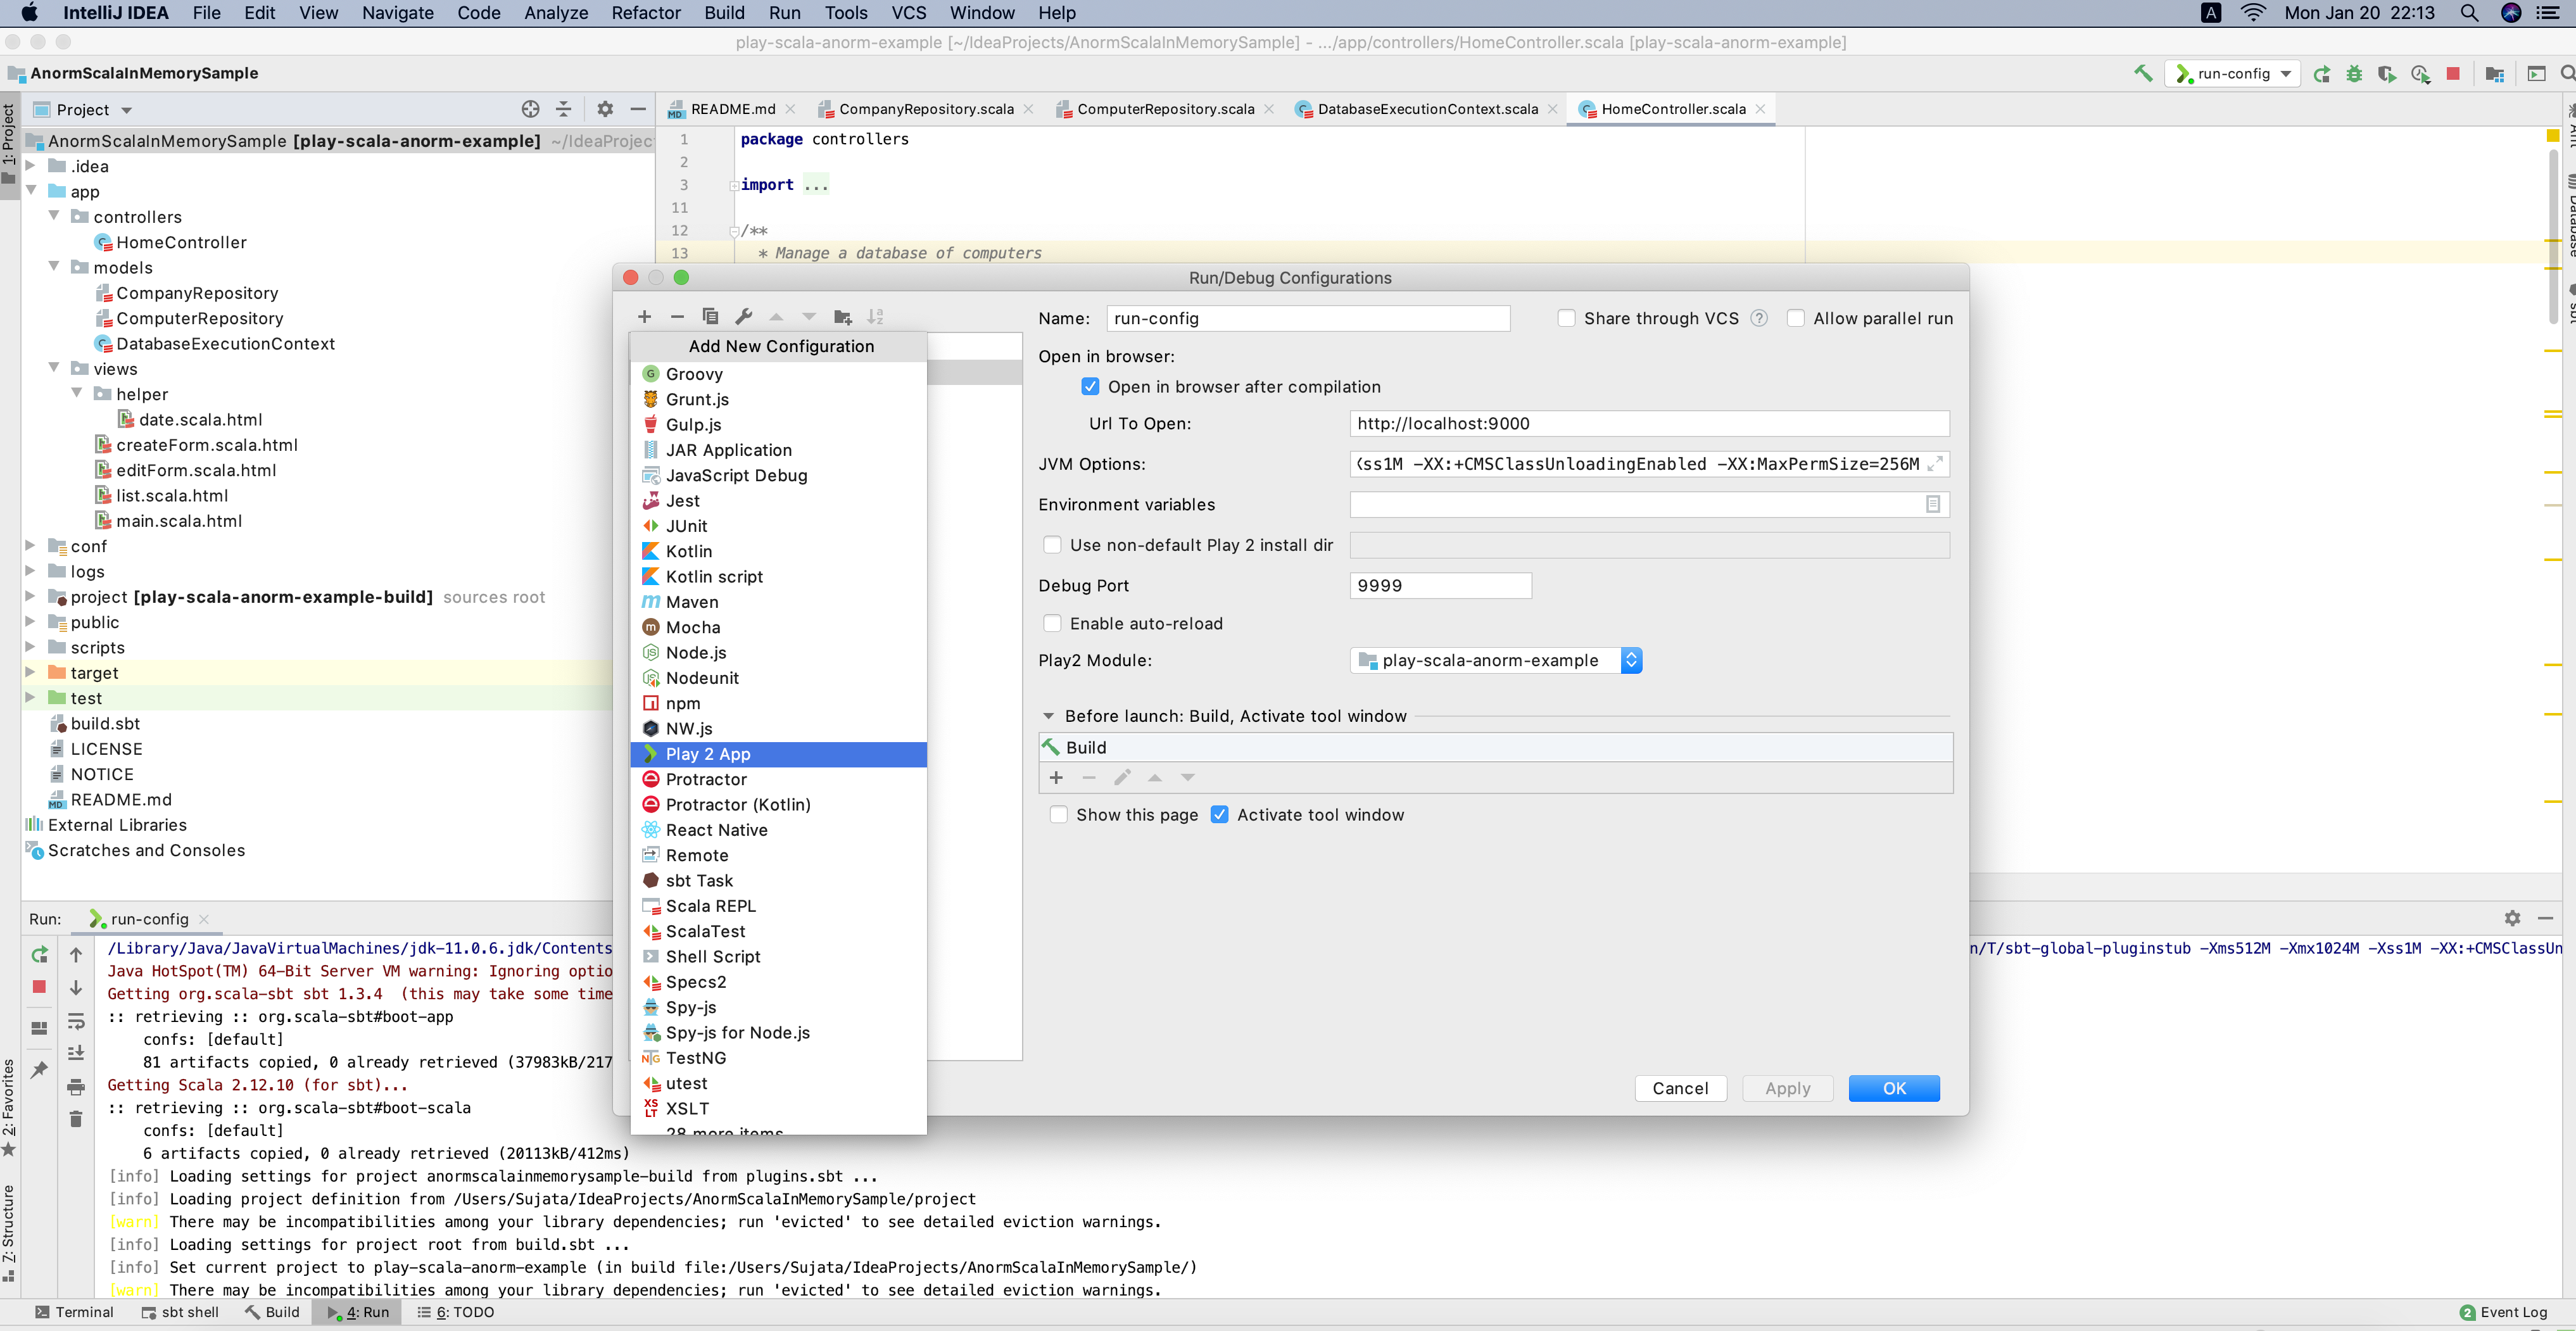 IntelliJ IDEA File Edit View Navigate Code Analyze Refactor Build Run Tools VCS Window Help A Mon Jan 20 22:13
play-scala-anorm-example [~/IdeaProjects/AnormScalaInMemorySample] - .../app/controllers/HomeController.scala [play-scala-anorm-example]
AnormScalaInMemorySample run-config
Project README.md CompanyRepository.scala ComputerRepository.scala DatabaseExecutionContext.scala HomeController.scala
1: Project
2: Favorites
7: Structure
Ant
Database
sbt
AnormScalaInMemorySample [play-scala-anorm-example] ~/IdeaProjec
.idea
app
controllers
HomeController
models
CompanyRepository
ComputerRepository
DatabaseExecutionContext
views
helper
date.scala.html
createForm.scala.html
editForm.scala.html
list.scala.html
main.scala.html
conf
logs
project [play-scala-anorm-example-build] sources root
public
scripts
target
test
build.sbt
LICENSE
NOTICE
README.md
External Libraries
Scratches and Consoles
1 package controllers
2
3 import ...
11
12 /**
13 * Manage a database of computers
Run/Debug Configurations
Add New Configuration
Groovy
Grunt.js
Gulp.js
JAR Application
JavaScript Debug
Jest
JUnit
Kotlin
Kotlin script
Maven
Mocha
Node.js
Nodeunit
npm
NW.js
Play 2 App
Protractor
Protractor (Kotlin)
React Native
Remote
sbt Task
Scala REPL
ScalaTest
Shell Script
Specs2
Spy-js
Spy-js for Node.js
TestNG
utest
XSLT
28 more items
Name: run-config Share through VCS ? Allow parallel run
Open in browser:
Open in browser after compilation
Url To Open: http://localhost:9000
JVM Options: Xss1M -XX:+CMSClassUnloadingEnabled -XX:MaxPermSize=256M
Environment variables
Use non-default Play 2 install dir
Debug Port 9999
Enable auto-reload
Play2 Module: play-scala-anorm-example
Before launch: Build, Activate tool window
Build
Show this page Activate tool window
Cancel Apply OK
Run: run-config
/Library/Java/JavaVirtualMachines/jdk-11.0.6.jdk/Contents n/T/sbt-global-pluginstub -Xms512M -Xmx1024M -Xss1M -XX:+CMSClassUn
Java HotSpot(TM) 64-Bit Server VM warning: Ignoring optio
Getting org.scala-sbt sbt 1.3.4 (this may take some time
:: retrieving :: org.scala-sbt#boot-app
confs: [default]
81 artifacts copied, 0 already retrieved (37983kB/217
Getting Scala 2.12.10 (for sbt)...
:: retrieving :: org.scala-sbt#boot-scala
confs: [default]
6 artifacts copied, 0 already retrieved (20113kB/412ms)
[info] Loading settings for project anormscalainmemorysample-build from plugins.sbt ...
[info] Loading project definition from /Users/Sujata/IdeaProjects/AnormScalaInMemorySample/project
[warn] There may be incompatibilities among your library dependencies; run 'evicted' to see detailed eviction warnings.
[info] Loading settings for project root from build.sbt ...
[info] Set current project to play-scala-anorm-example (in build file:/Users/Sujata/IdeaProjects/AnormScalaInMemorySample/)
[warn] There may be incompatibilities among your library dependencies; run 'evicted' to see detailed eviction warnings.
Terminal sbt shell Build 4: Run 6: TODO 2 Event Log